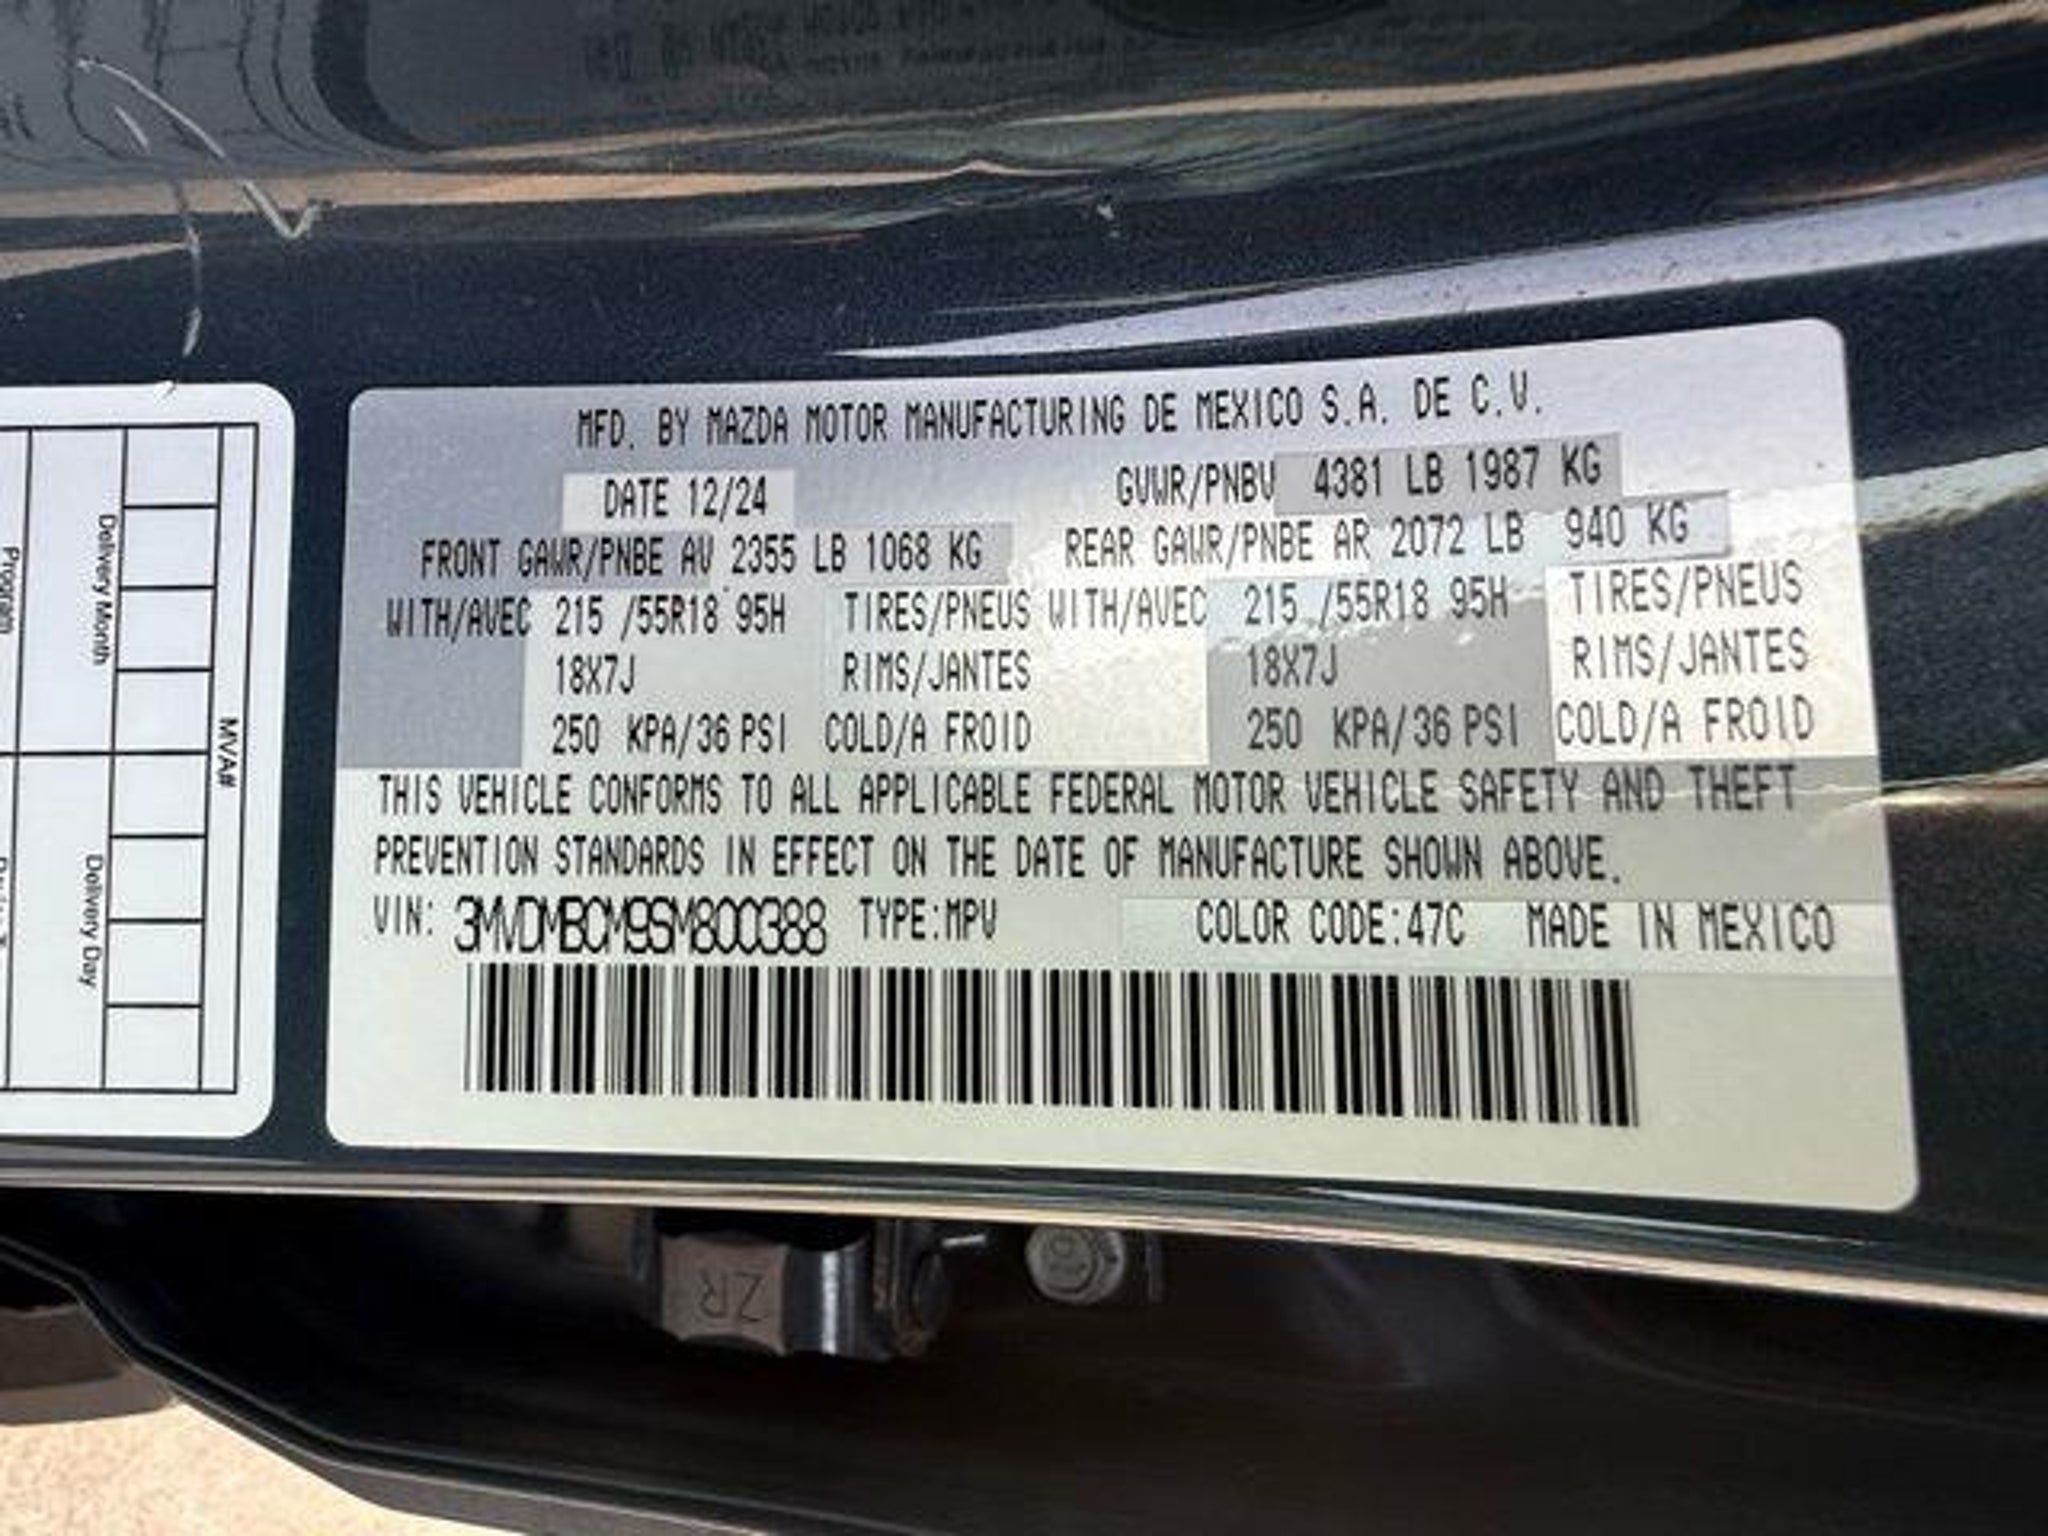 MFD. BY MAZDA MOTOR MANUFACTURING DE MEXICO S.A. DE C.V.
DATE 12/24 GVWR/PNBV 4381 LB 1987 KG
FRONT GAWR/PNBE AV 2355 LB 1068 KG REAR GAWR/PNBE AR 2072 LB 940 KG
WITH/AVEC 215 /55R18 95H TIRES/PNEUS WITH/AVEC 215 /55R18 95H TIRES/PNEUS
18X7J RIMS/JANTES 18X7J RIMS/JANTES
250 KPA/36 PSI COLD/A FROID 250 KPA/36 PSI COLD/A FROID
THIS VEHICLE CONFORMS TO ALL APPLICABLE FEDERAL MOTOR VEHICLE SAFETY AND THEFT
PREVENTION STANDARDS IN EFFECT ON THE DATE OF MANUFACTURE SHOWN ABOVE.
VIN: 3MVDMBCM9SM800388 TYPE:MPV COLOR CODE:47C MADE IN MEXICO
MVA#
Delivery Month
Delivery Day
Program
ZR